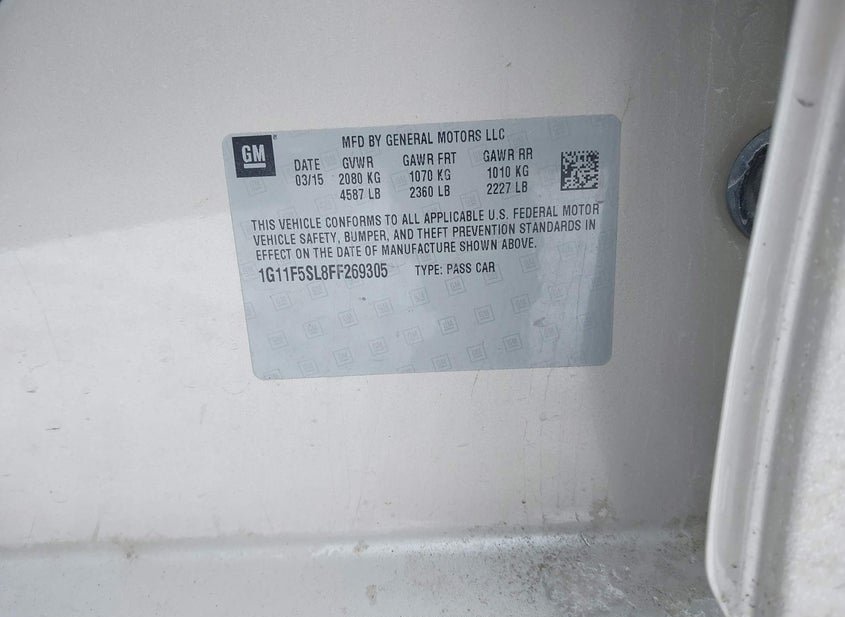 GM
MFD BY GENERAL MOTORS LLC
DATE GVWR GAWR FRT GAWR RR
03/15 2080 KG 1070 KG 1010 KG
4587 LB 2360 LB 2227 LB
THIS VEHICLE CONFORMS TO ALL APPLICABLE U.S. FEDERAL MOTOR
VEHICLE SAFETY, BUMPER, AND THEFT PREVENTION STANDARDS IN
EFFECT ON THE DATE OF MANUFACTURE SHOWN ABOVE.
1G11F5SL8FF269305 TYPE: PASS CAR